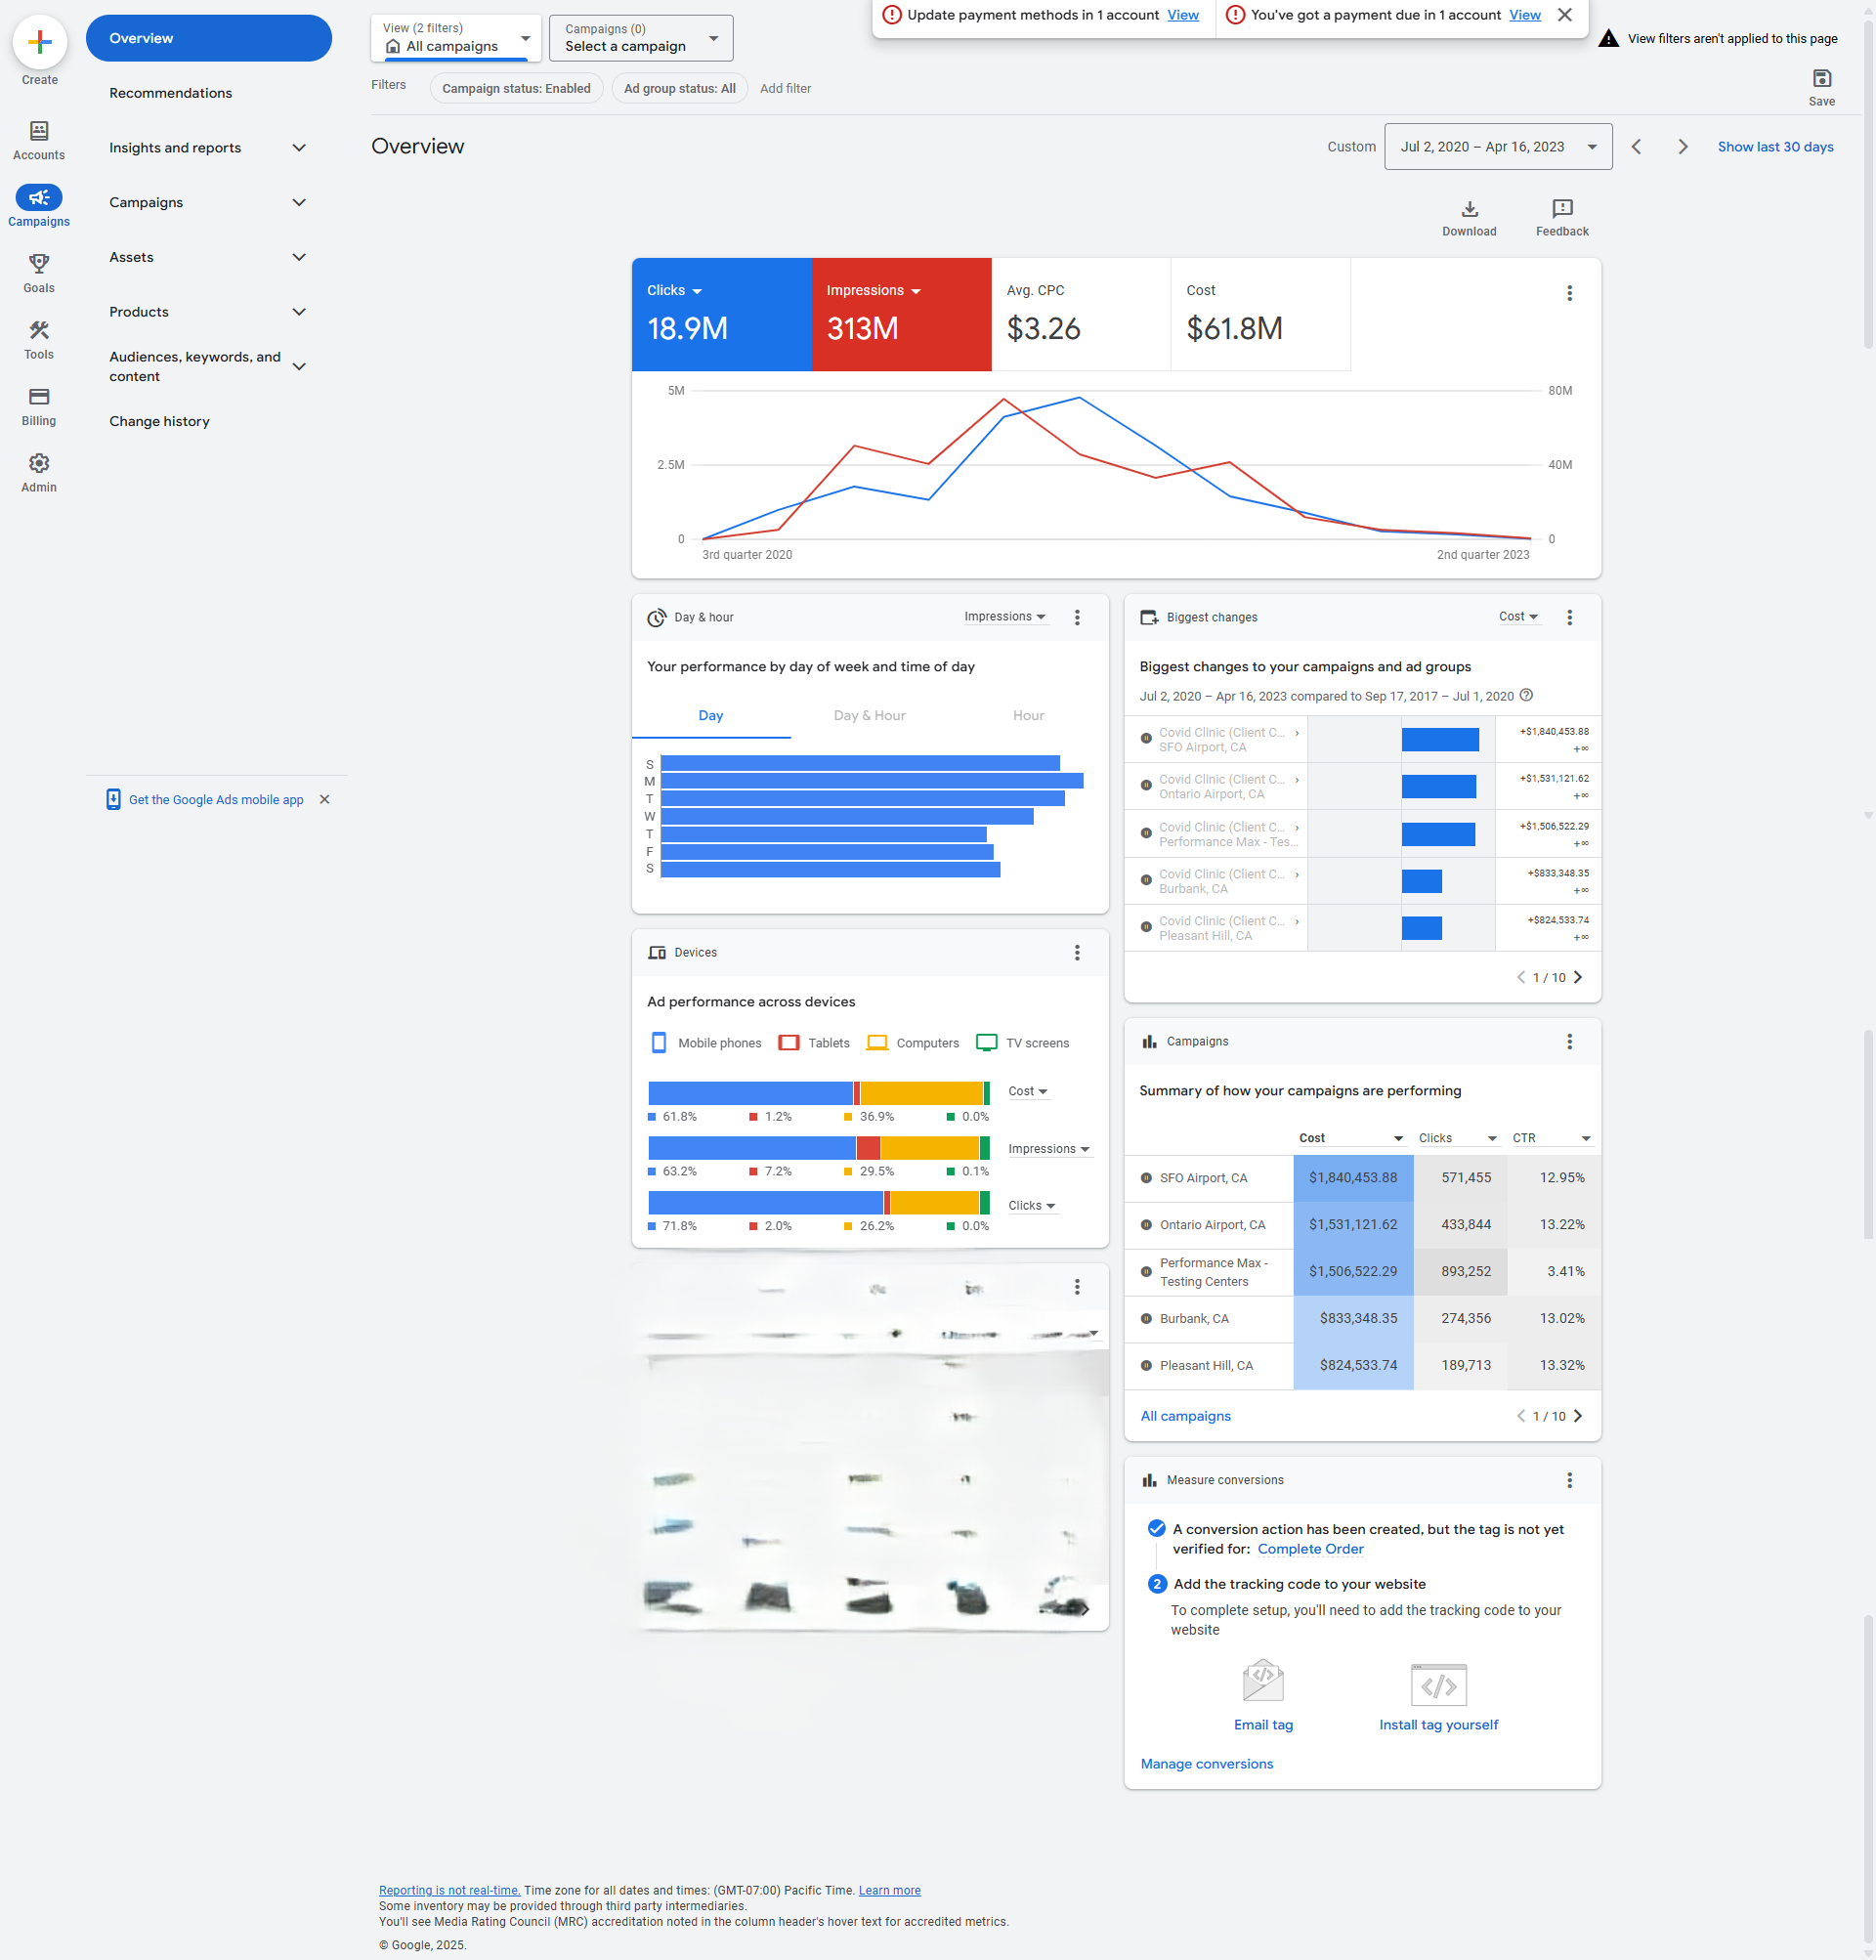 Create
Accounts
Campaigns
Goals
Tools
Billing
Admin
Overview
Recommendations
Insights and reports
Campaigns
Assets
Products
Audiences, keywords, and
content
Change history
Get the Google Ads mobile app
View (2 filters)
All campaigns
Campaigns (0)
Select a campaign
Update payment methods in 1 account View
You've got a payment due in 1 account View
View filters aren't applied to this page
Filters
Campaign status: Enabled
Ad group status: All
Add filter
Save
Overview
Custom
Jul 2, 2020 – Apr 16, 2023
Show last 30 days
Download
Feedback
Clicks
18.9M
Impressions
313M
Avg. CPC
$3.26
Cost
$61.8M
5M
80M
2.5M
40M
0
0
3rd quarter 2020
2nd quarter 2023
Day & hour
Impressions
Your performance by day of week and time of day
Day
Day & Hour
Hour
S
M
T
W
T
F
S
Devices
Ad performance across devices
Mobile phones
Tablets
Computers
TV screens
Cost
61.8% 1.2% 36.9% 0.0%
Impressions
63.2% 7.2% 29.5% 0.1%
Clicks
71.8% 2.0% 26.2% 0.0%
Biggest changes
Cost
Biggest changes to your campaigns and ad groups
Jul 2, 2020 – Apr 16, 2023 compared to Sep 17, 2017 – Jul 1, 2020
Covid Clinic (Client C... › +$1,840,453.88
SFO Airport, CA +∞
Covid Clinic (Client C... › +$1,531,121.62
Ontario Airport, CA +∞
Covid Clinic (Client C... › +$1,506,522.29
Performance Max - Tes... +∞
Covid Clinic (Client C... › +$833,348.35
Burbank, CA +∞
Covid Clinic (Client C... › +$824,533.74
Pleasant Hill, CA +∞
1 / 10
Campaigns
Summary of how your campaigns are performing
Cost Clicks CTR
SFO Airport, CA $1,840,453.88 571,455 12.95%
Ontario Airport, CA $1,531,121.62 433,844 13.22%
Performance Max -
Testing Centers $1,506,522.29 893,252 3.41%
Burbank, CA $833,348.35 274,356 13.02%
Pleasant Hill, CA $824,533.74 189,713 13.32%
All campaigns
1 / 10
Measure conversions
A conversion action has been created, but the tag is not yet
verified for: Complete Order
2 Add the tracking code to your website
To complete setup, you'll need to add the tracking code to your
website
Email tag
Install tag yourself
Manage conversions
Reporting is not real-time. Time zone for all dates and times: (GMT-07:00) Pacific Time. Learn more
Some inventory may be provided through third party intermediaries.
You'll see Media Rating Council (MRC) accreditation noted in the column header's hover text for accredited metrics.
© Google, 2025.